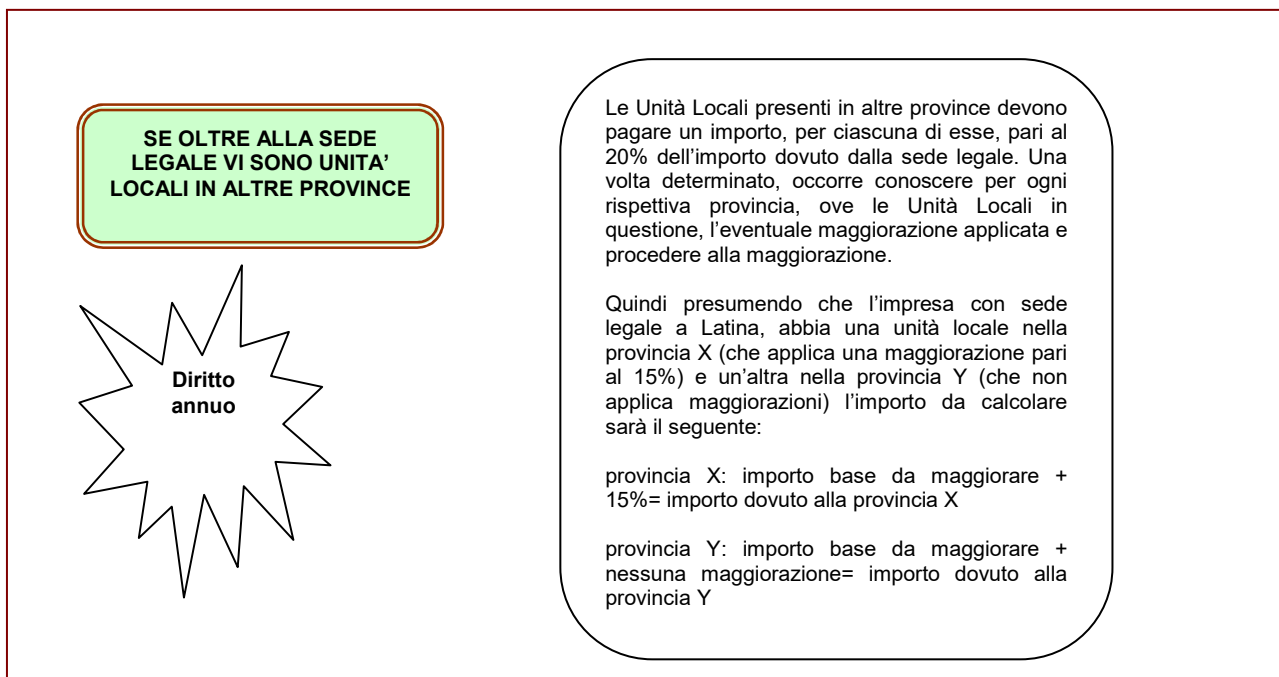 SE OLTRE ALLA SEDE
LEGALE VI SONO UNITA’
LOCALI IN ALTRE PROVINCE
Diritto
annuo
Le Unità Locali presenti in altre province devono
pagare un importo, per ciascuna di esse, pari al
20% dell’importo dovuto dalla sede legale. Una
volta determinato, occorre conoscere per ogni
rispettiva provincia, ove le Unità Locali in
questione, l’eventuale maggiorazione applicata e
procedere alla maggiorazione.
Quindi presumendo che l’impresa con sede
legale a Latina, abbia una unità locale nella
provincia X (che applica una maggiorazione pari
al 15%) e un’altra nella provincia Y (che non
applica maggiorazioni) l’importo da calcolare
sarà il seguente:
provincia X: importo base da maggiorare +
15%= importo dovuto alla provincia X
provincia Y: importo base da maggiorare +
nessuna maggiorazione= importo dovuto alla
provincia Y